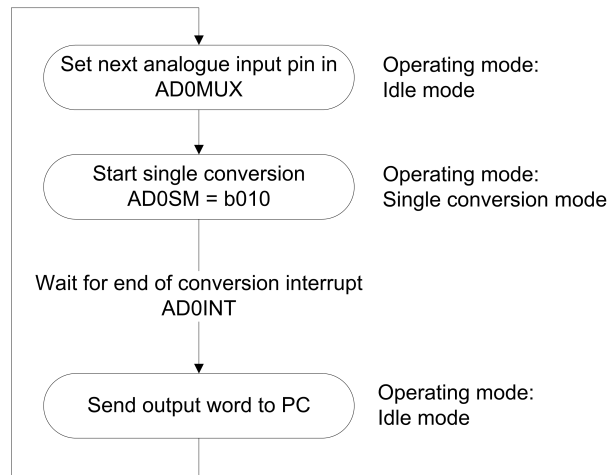 Set next analogue input pin in
AD0MUX
Operating mode:
Idle mode
Start single conversion
AD0SM = b010
Operating mode:
Single conversion mode
Wait for end of conversion interrupt
AD0INT
Send output word to PC
Operating mode:
Idle mode